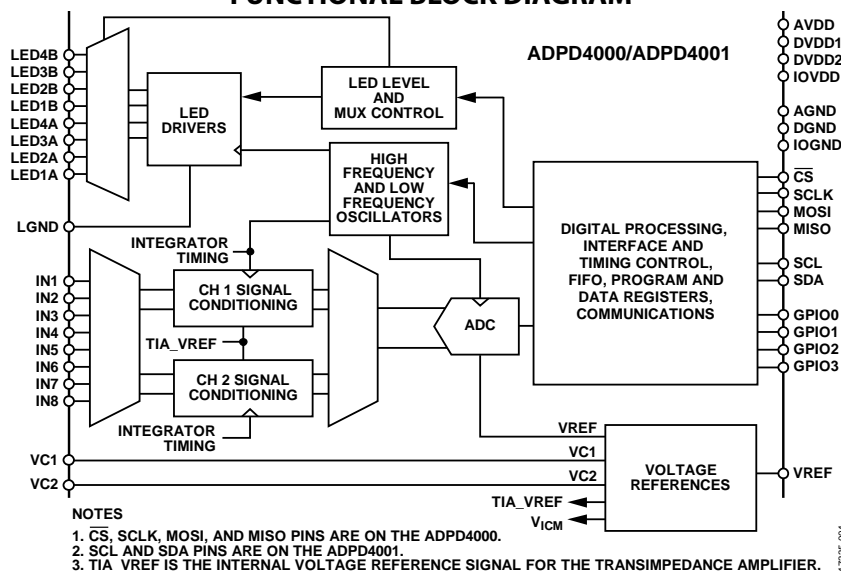 FUNCTIONAL BLOCK DIAGRAM
ADPD4000/ADPD4001
LED4B
LED3B
LED2B
LED1B
LED4A
LED3A
LED2A
LED1A
LGND
IN1
IN2
IN3
IN4
IN5
IN6
IN7
IN8
VC1
VC2
LED
DRIVERS
LED LEVEL
AND
MUX CONTROL
HIGH
FREQUENCY
AND LOW
FREQUENCY
OSCILLATORS
INTEGRATOR
TIMING
CH 1 SIGNAL
CONDITIONING
TIA_VREF
CH 2 SIGNAL
CONDITIONING
INTEGRATOR
TIMING
ADC
DIGITAL PROCESSING,
INTERFACE AND
TIMING CONTROL,
FIFO, PROGRAM AND
DATA REGISTERS,
COMMUNICATIONS
VREF
VC1
VC2
TIA_VREF
VICM
VOLTAGE
REFERENCES
AVDD
DVDD1
DVDD2
IOVDD
AGND
DGND
IOGND
CS
SCLK
MOSI
MISO
SCL
SDA
GPIO0
GPIO1
GPIO2
GPIO3
VREF
NOTES
1. CS, SCLK, MOSI, AND MISO PINS ARE ON THE ADPD4000.
2. SCL AND SDA PINS ARE ON THE ADPD4001.
3. TIA_VREF IS THE INTERNAL VOLTAGE REFERENCE SIGNAL FOR THE TRANSIMPEDANCE AMPLIFIER.